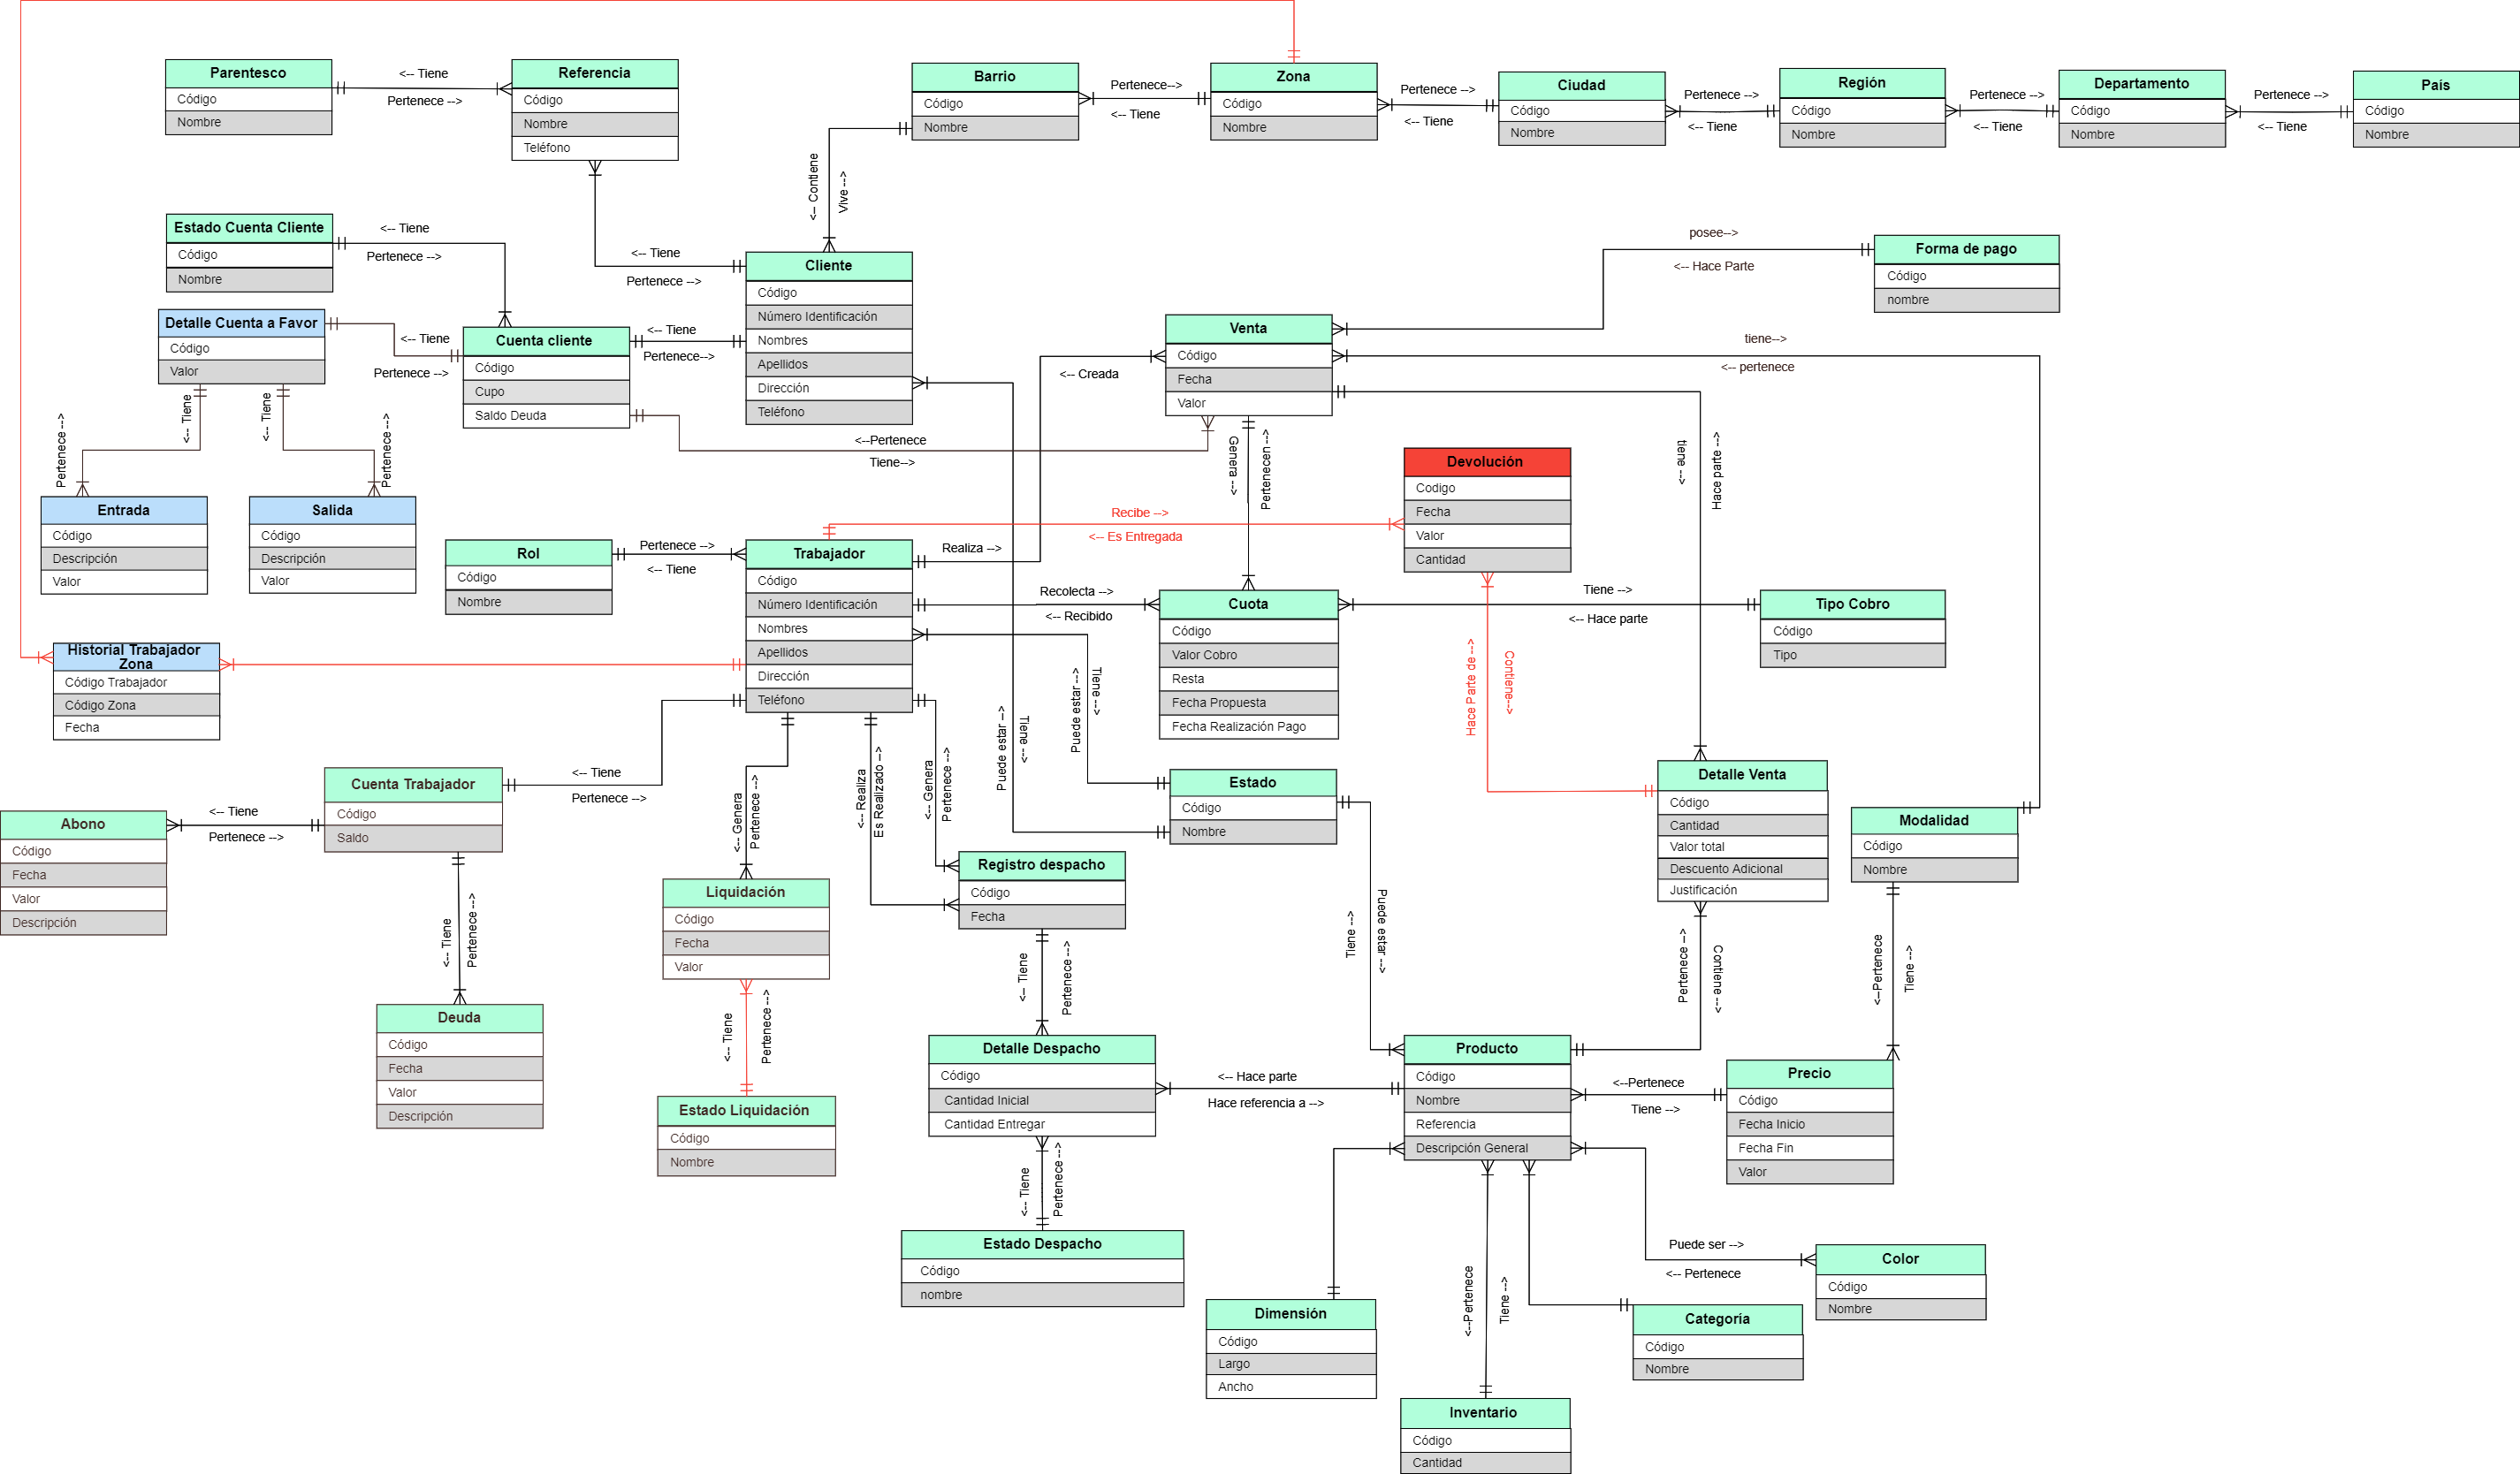 Parentesco
Código
Nombre
<-- Tiene
Pertenece -->
Referencia
Código
Nombre
Teléfono
Barrio
Código
Nombre
Pertenece-->
<-- Tiene
Zona
Código
Nombre
Pertenece -->
<-- Tiene
Ciudad
Código
Nombre
Pertenece -->
<-- Tiene
Región
Código
Nombre
Pertenece -->
<-- Tiene
Departamento
Código
Nombre
Pertenece -->
<-- Tiene
País
Código
Nombre
<-- Contiene
Vive -->
Estado Cuenta Cliente
Código
Nombre
<-- Tiene
Pertenece -->
<-- Tiene
Pertenece -->
Cliente
Código
Número Identificación
Nombres
Apellidos
Dirección
Teléfono
posee-->
<-- Hace Parte
Forma de pago
Código
nombre
Detalle Cuenta a Favor
Código
Valor
<-- Tiene
Pertenece -->
Cuenta cliente
Código
Cupo
Saldo Deuda
<-- Tiene
Pertenece-->
Venta
Código
Fecha
Valor
tiene-->
<-- pertenece
<-- Creada
<--Pertenece
Tiene-->
Pertenece -->
<-- Tiene
<-- Tiene
Pertenece -->
Genera -->
Pertenecen -->
tiene -->
Hace parte -->
Entrada
Código
Descripción
Valor
Salida
Código
Descripción
Valor
Devolución
Codigo
Fecha
Valor
Cantidad
Recibe -->
<-- Es Entregada
Rol
Código
Nombre
Pertenece -->
<-- Tiene
Trabajador
Código
Número Identificación
Nombres
Apellidos
Dirección
Teléfono
Realiza -->
Recolecta -->
<-- Recibido
Cuota
Código
Valor Cobro
Resta
Fecha Propuesta
Fecha Realización Pago
Tiene -->
<-- Hace parte
Tipo Cobro
Código
Tipo
Historial Trabajador
Zona
Código Trabajador
Código Zona
Fecha
Hace Parte de -->
Contiene-->
Puede estar -->
Tiene -->
Puede estar -->
Tiene -->
Cuenta Trabajador
Código
Saldo
<-- Tiene
Pertenece -->
<-- Genera
Pertenece -->
<-- Realiza
Es Realizado -->
<-- Genera
Pertenece -->
Estado
Código
Nombre
Detalle Venta
Código
Cantidad
Valor total
Descuento Adicional
Justificación
Modalidad
Código
Nombre
Abono
Código
Fecha
Valor
Descripción
<-- Tiene
Pertenece -->
<-- Tiene
Pertenece -->
Liquidación
Código
Fecha
Valor
Registro despacho
Código
Fecha
Tiene -->
Puede estar -->
Pertenecen -->
Contiene -->
<--Pertenece
Tiene -->
<-- Tiene
Pertenece -->
<-- Tiene
Pertenece -->
Deuda
Código
Fecha
Valor
Descripción
Estado Liquidación
Código
Nombre
Detalle Despacho
Código
Cantidad Inicial
Cantidad Entregar
<-- Hace parte
Hace referencia a -->
Producto
Código
Nombre
Referencia
Descripción General
<--Pertenece
Tiene -->
Precio
Código
Fecha Inicio
Fecha Fin
Valor
<-- Tiene
Pertenece -->
Estado Despacho
Código
nombre
<--Pertenece
Tiene -->
Puede ser -->
<-- Pertenece
Color
Código
Nombre
Dimensión
Código
Largo
Ancho
Categoría
Código
Nombre
Inventario
Código
Cantidad